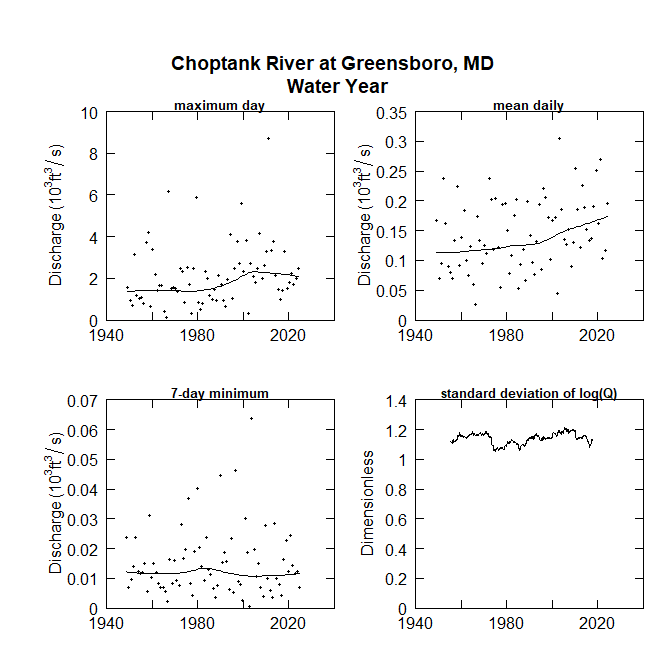 Choptank River at Greensboro, MD
Water Year
maximum day
Discharge (10³ft³/ s)
10
8
6
4
2
0
1940 1980 2020
mean daily
Discharge (10³ft³/ s)
0.35
0.3
0.25
0.2
0.15
0.1
0.05
0
1940 1980 2020
7-day minimum
Discharge (10³ft³/ s)
0.07
0.06
0.05
0.04
0.03
0.02
0.01
0
1940 1980 2020
standard deviation of log(Q)
Dimensionless
1.4
1.2
1
0.8
0.6
0.4
0.2
0
1940 1980 2020